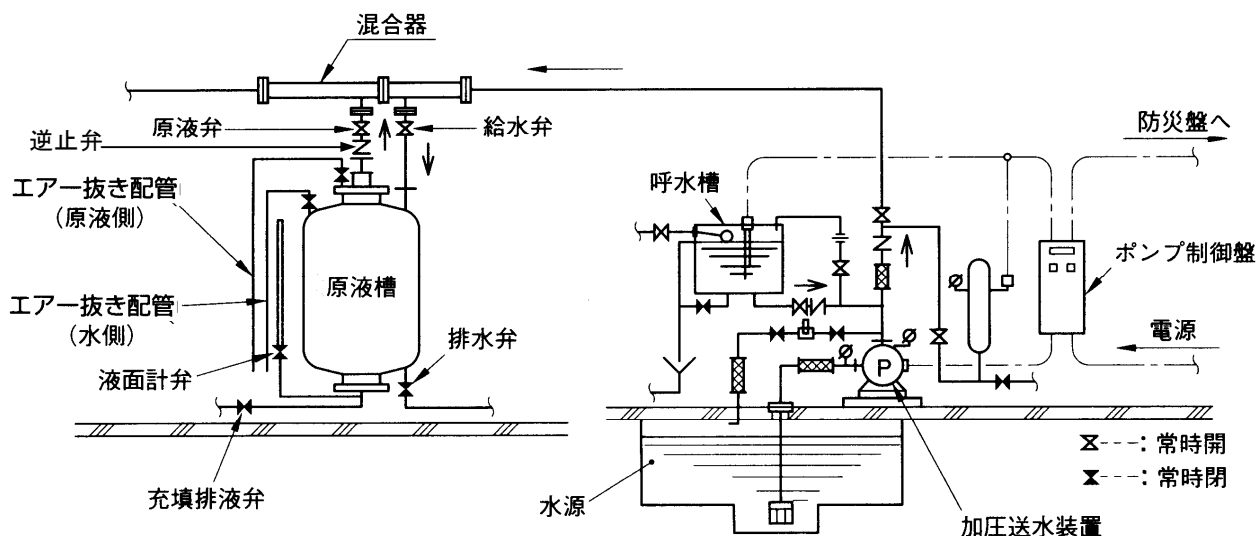 混合器
原液弁
給水弁
逆止弁
エアー抜き配管
(原液側)
呼水槽
防災盤へ
原液槽
ポンプ制御盤
エアー抜き配管
(水側)
電源
排水弁
液面計弁
P
充填排液弁
水源
加圧送水装置
:常時開
:常時閉